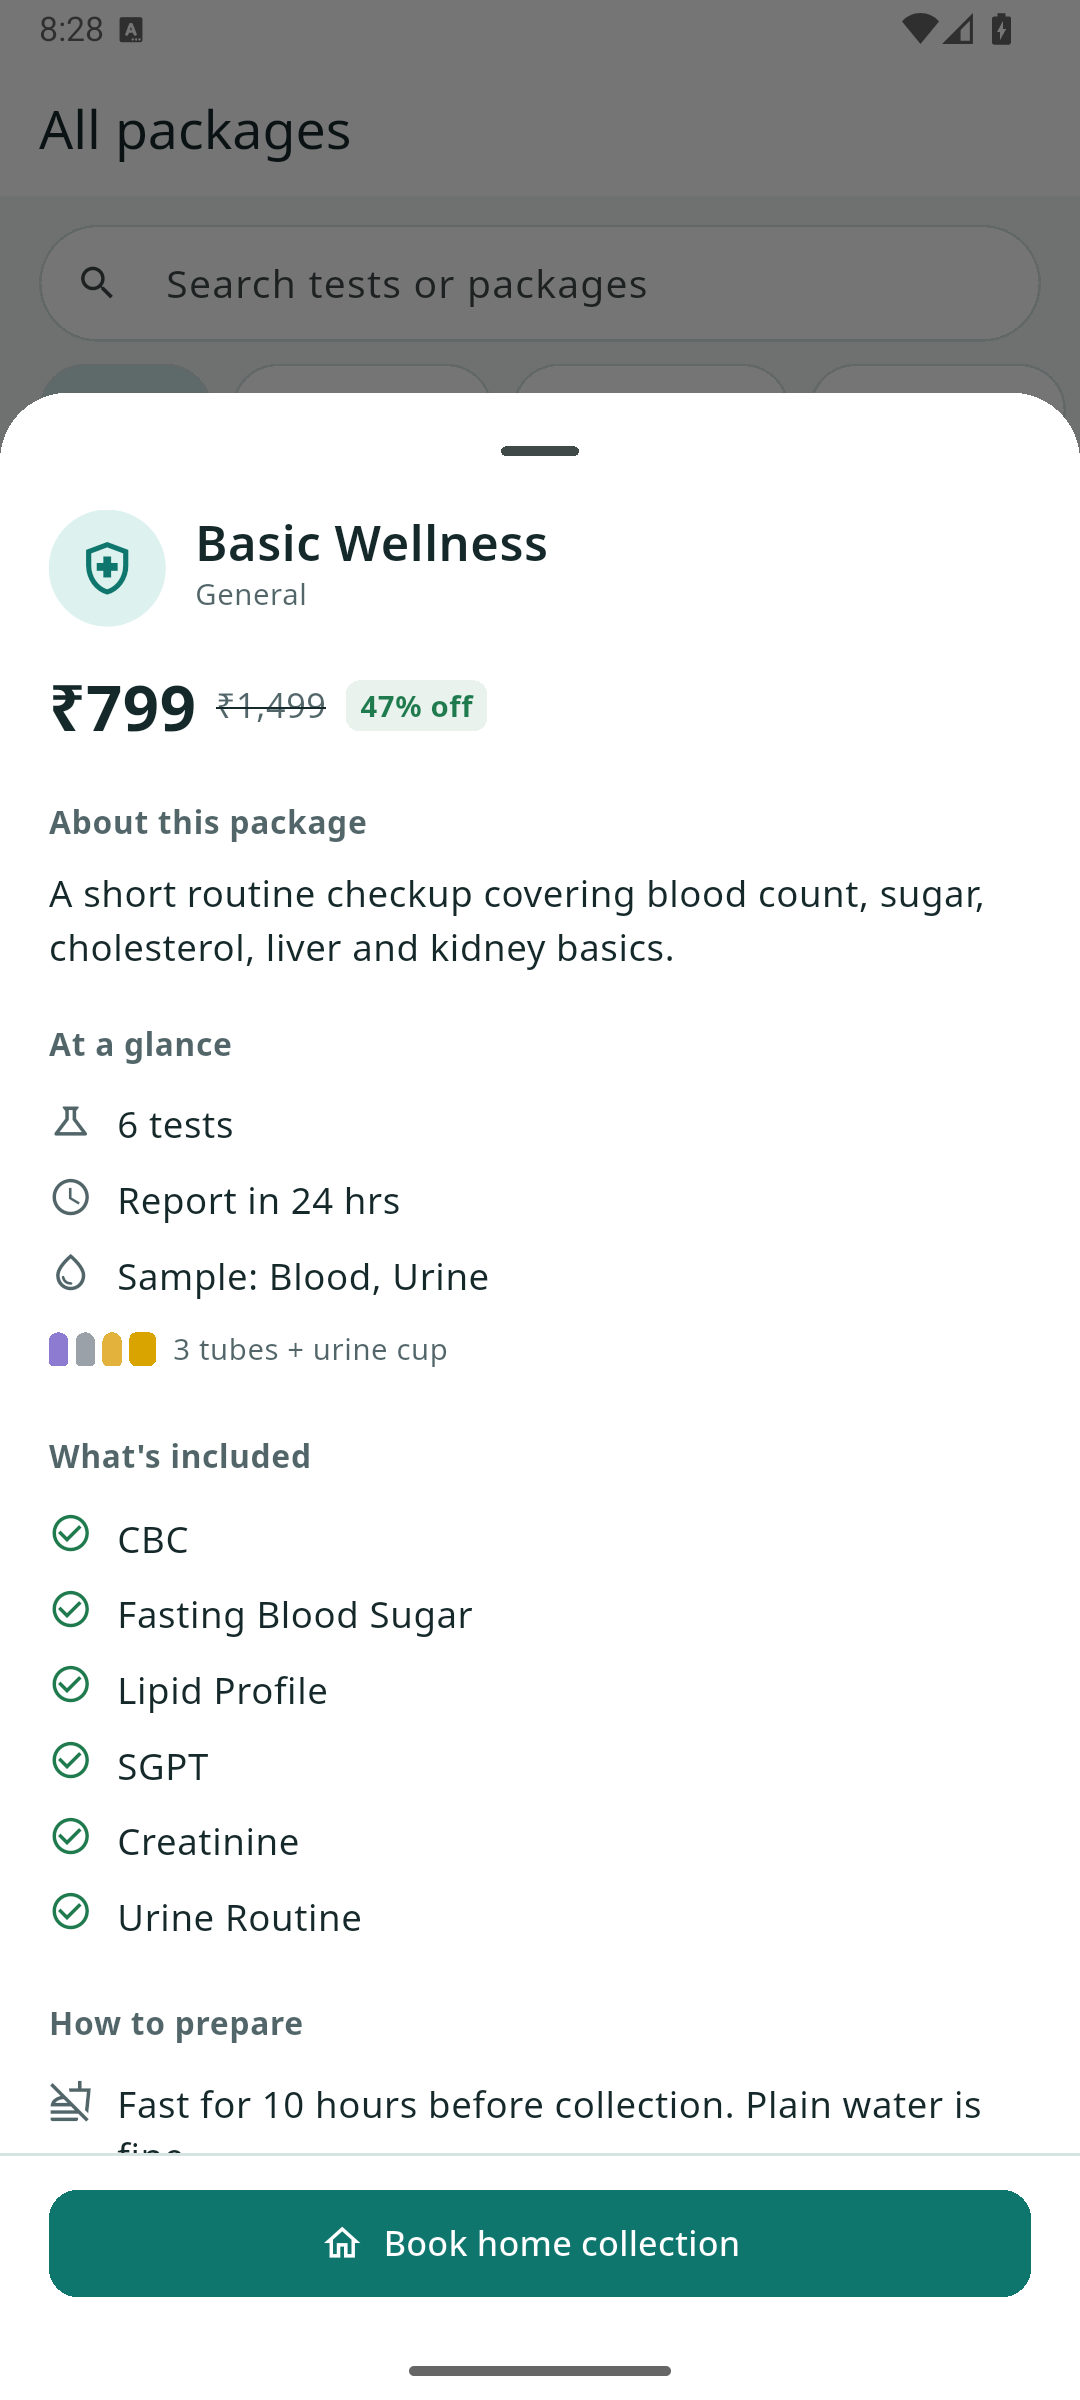 8:28
All packages
Search tests or packages
Basic Wellness
General
₹799 ₹1,499 47% off
About this package
A short routine checkup covering blood count, sugar,
cholesterol, liver and kidney basics.
At a glance
6 tests
Report in 24 hrs
Sample: Blood, Urine
3 tubes + urine cup
What's included
CBC
Fasting Blood Sugar
Lipid Profile
SGPT
Creatinine
Urine Routine
How to prepare
Fast for 10 hours before collection. Plain water is
fine.
Book home collection